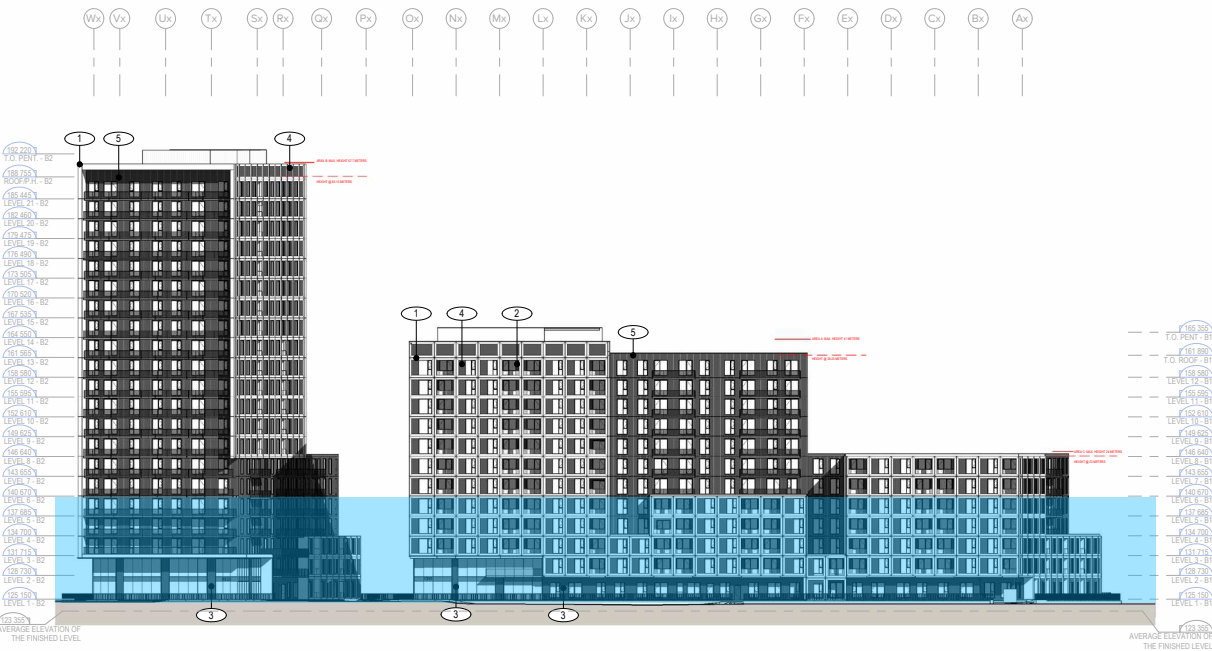 Wx Vx Ux Tx Sx Rx Qx Px Ox Nx Mx Lx Kx Jx Ix Hx Gx Fx Ex Dx Cx Bx Ax
1 5 4
192 220
T.O. PENT. - B2
188 755
ROOF/P.H. - B2
185 445
LEVEL 21 - B2
182 460
LEVEL 20 - B2
179 475
LEVEL 19 - B2
176 490
LEVEL 18 - B2
173 505
LEVEL 17 - B2
170 520
LEVEL 16 - B2
167 535
LEVEL 15 - B2
164 550
LEVEL 14 - B2
161 565
LEVEL 13 - B2
158 580
LEVEL 12 - B2
155 595
LEVEL 11 - B2
152 610
LEVEL 10 - B2
149 625
LEVEL 9 - B2
146 640
LEVEL 8 - B2
143 655
LEVEL 7 - B2
140 670
LEVEL 6 - B2
137 685
LEVEL 5 - B2
134 700
LEVEL 4 - B2
131 715
LEVEL 3 - B2
128 730
LEVEL 2 - B2
125 150
LEVEL 1 - B2
123 355
AVERAGE ELEVATION OF
THE FINISHED LEVEL
1 4 2 5
3 3 3
165 355
T.O. PENT - B1
161 890
T.O. ROOF - B1
158 580
LEVEL 12 - B1
155 595
LEVEL 11 - B1
152 610
LEVEL 10 - B1
149 625
LEVEL 9 - B1
146 640
LEVEL 8 - B1
143 655
LEVEL 7 - B1
140 670
LEVEL 6 - B1
137 685
LEVEL 5 - B1
134 700
LEVEL 4 - B1
131 715
LEVEL 3 - B1
128 730
LEVEL 2 - B1
125 150
LEVEL 1 - B1
123 355
AVERAGE ELEVATION OF
THE FINISHED LEVEL